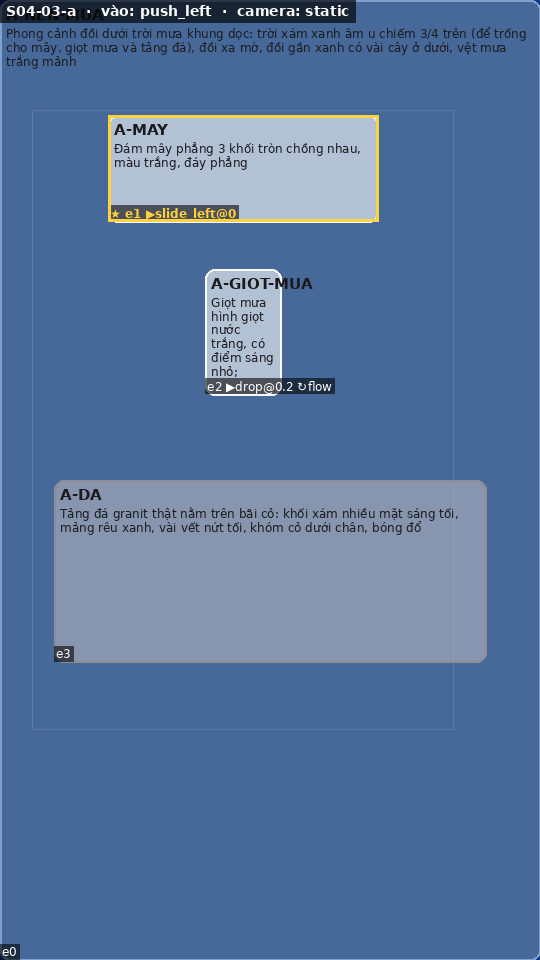 S04-03-a · vào: push_left · camera: static
Phong cảnh đồi dưới trời mưa khung dọc: trời xám xanh âm u chiếm 3/4 trên (để trống
cho mây, giọt mưa và tảng đá), đồi xa mờ, đồi gần xanh có vài cây ở dưới, vệt mưa
trắng mảnh
A-MAY
Đám mây phẳng 3 khối tròn chồng nhau,
màu trắng, đáy phẳng
★ e1 ▶slide_left@0
A-GIOT-MUA
Giọt mưa
hình giọt
nước
trắng, có
điểm sáng
nhỏ;
e2 ▶drop@0.2 ↻flow
A-DA
Tảng đá granit thật nằm trên bãi cỏ: khối xám nhiều mặt sáng tối,
mảng rêu xanh, vài vết nứt tối, khóm cỏ dưới chân, bóng đổ
e3
e0